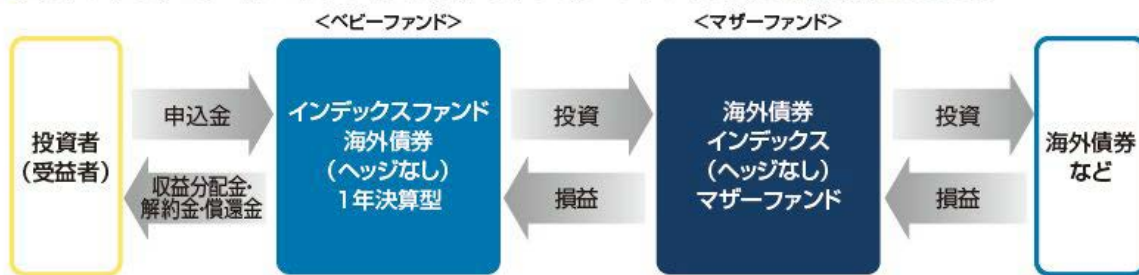 <ベビーファンド>
<マザーファンド>
投資者
(受益者)
申込金
収益分配金・
解約金・償還金
インデックスファンド
海外債券
(ヘッジなし)
1年決算型
投資
損益
海外債券
インデックス
(ヘッジなし)
マザーファンド
投資
損益
海外債券
など